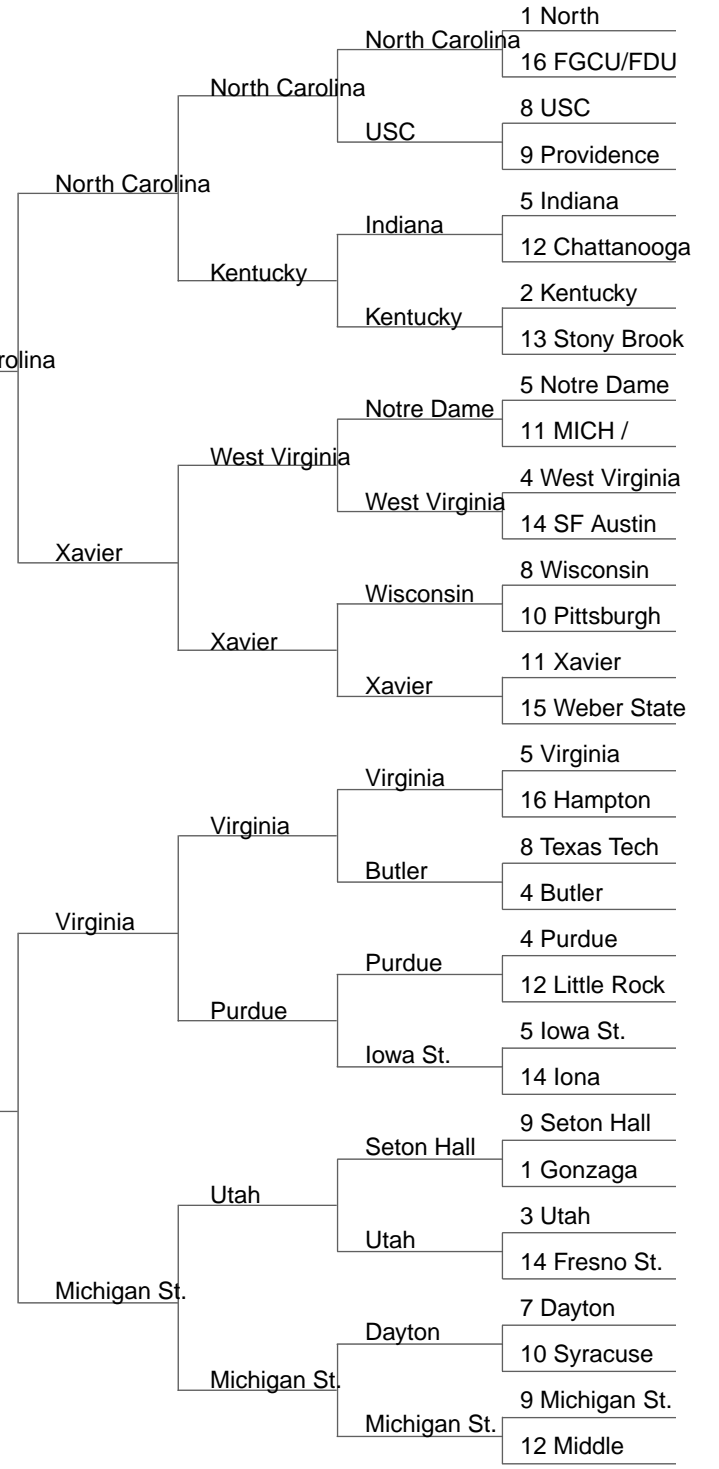 1 North
North Carolina
16 FGCU/FDU
North Carolina
8 USC
USC
9 Providence
North Carolina
5 Indiana
Indiana
12 Chattanooga
Kentucky
2 Kentucky
Kentucky
13 Stony Brook
rolina
5 Notre Dame
Notre Dame
11 MICH /
West Virginia
4 West Virginia
West Virginia
14 SF Austin
Xavier
8 Wisconsin
Wisconsin
10 Pittsburgh
Xavier
11 Xavier
Xavier
15 Weber State
5 Virginia
Virginia
16 Hampton
Virginia
8 Texas Tech
Butler
4 Butler
Virginia
4 Purdue
Purdue
12 Little Rock
Purdue
5 Iowa St.
Iowa St.
14 Iona
9 Seton Hall
Seton Hall
1 Gonzaga
Utah
3 Utah
Utah
14 Fresno St.
Michigan St.
7 Dayton
Dayton
10 Syracuse
Michigan St.
9 Michigan St.
Michigan St.
12 Middle